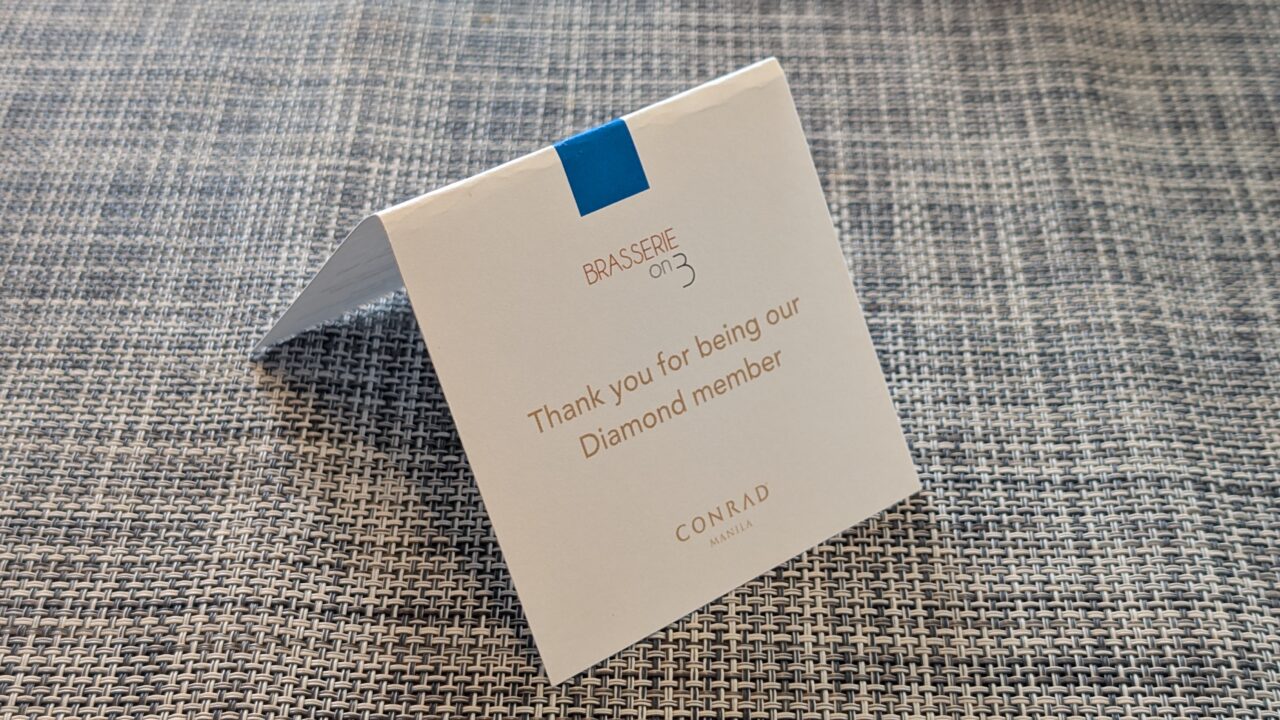 BRASSERIE
on 3
Thank you for being our
Diamond member
CONRAD
MANILA